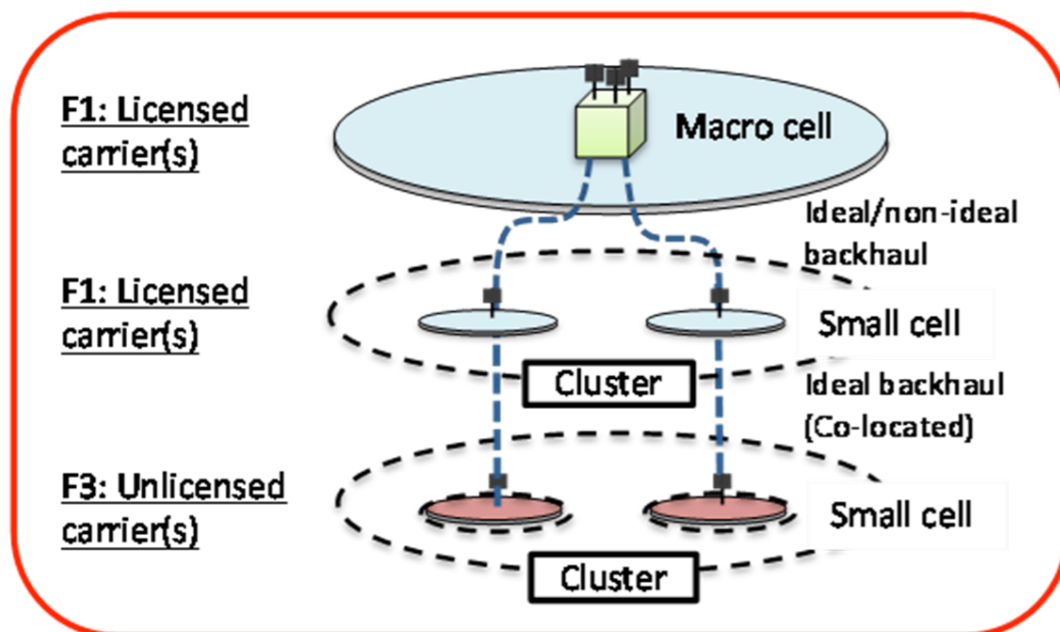 F1: Licensed
carrier(s)
Macro cell
Ideal/non-ideal
backhaul
F1: Licensed
carrier(s)
Small cell
Cluster
Ideal backhaul
(Co-located)
F3: Unlicensed
carrier(s)
Small cell
Cluster